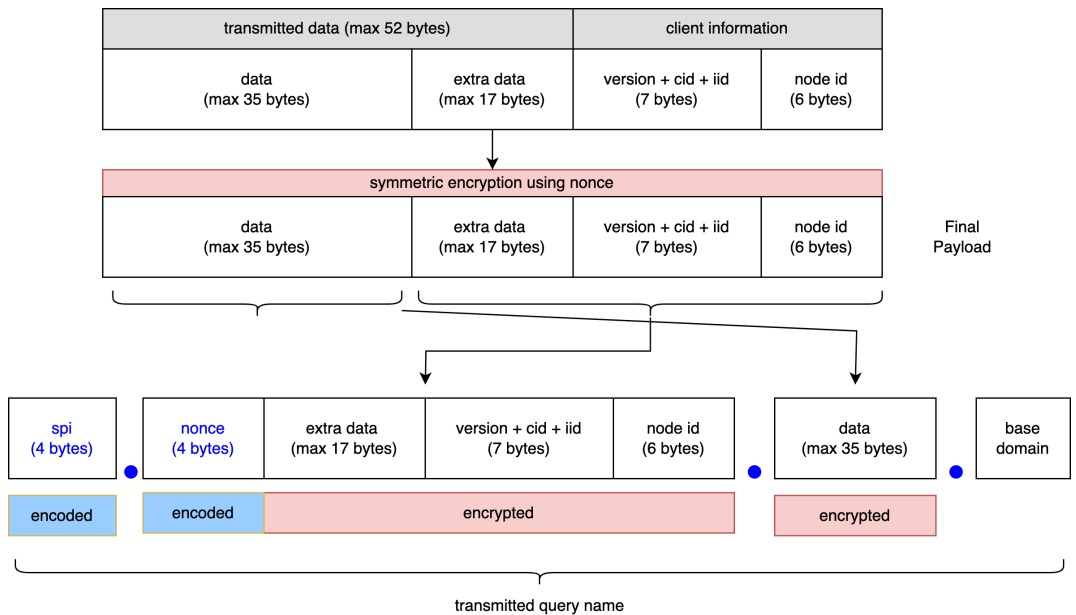 transmitted data (max 52 bytes)
client information
data
(max 35 bytes)
extra data
(max 17 bytes)
version + cid + iid
(7 bytes)
node id
(6 bytes)
symmetric encryption using nonce
data
(max 35 bytes)
extra data
(max 17 bytes)
version + cid + iid
(7 bytes)
node id
(6 bytes)
Final
Payload
spi
(4 bytes)
nonce
(4 bytes)
extra data
(max 17 bytes)
version + cid + iid
(7 bytes)
node id
(6 bytes)
data
(max 35 bytes)
base
domain
encoded
encoded
encrypted
encrypted
transmitted query name